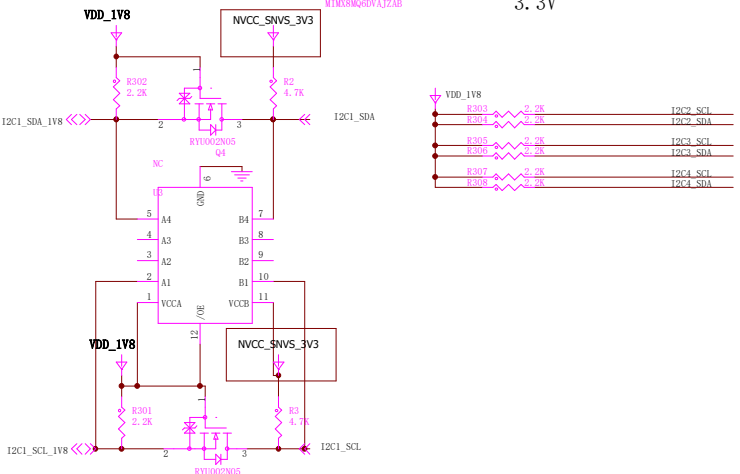 MIMX8MQ6DVAJZAB
3.3V
VDD_1V8
NVCC_SNVS_3V3
1
R302
2.2K
R2
4.7K
I2C1_SDA_1V8
2
3
I2C1_SDA
RYU002N05
Q4
VDD_1V8
R303
2.2K
I2C2_SCL
R304
2.2K
I2C2_SDA
R305
2.2K
I2C3_SCL
R306
2.2K
I2C3_SDA
R307
2.2K
I2C4_SCL
R308
2.2K
I2C4_SDA
NC
6
U3
GND
5
A4
B4
7
4
A3
B3
8
3
A2
B2
9
2
A1
B1
10
1
VCCA
VCCB
11
/OE
12
VDD_1V8
NVCC_SNVS_3V3
1
R301
2.2K
R3
4.7K
I2C1_SCL_1V8
2
3
I2C1_SCL
RYU002N05